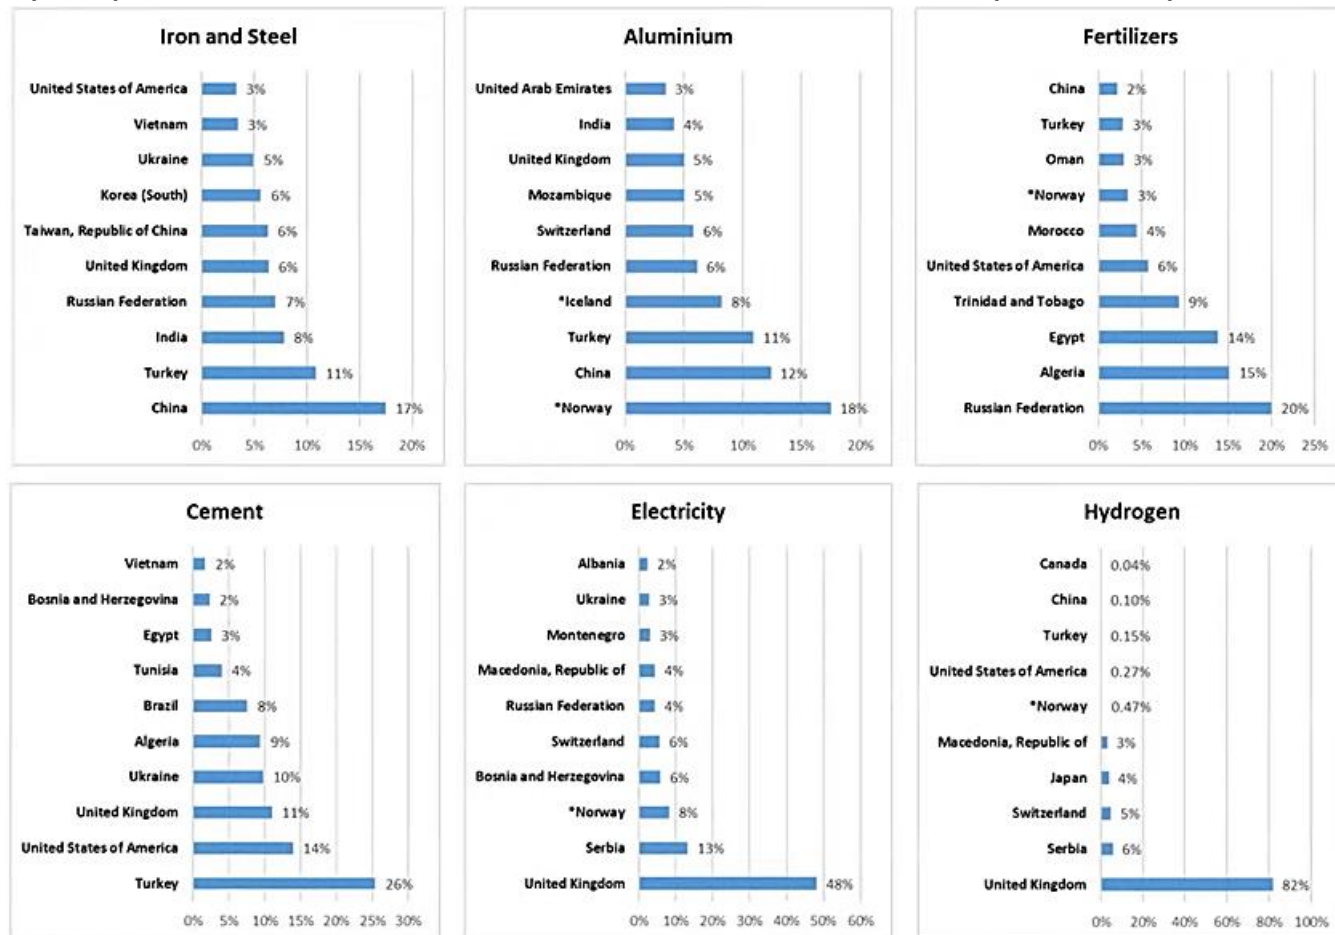 Iron and Steel
United States of America 3%
Vietnam 3%
Ukraine 5%
Korea (South) 6%
Taiwan, Republic of China 6%
United Kingdom 6%
Russian Federation 7%
India 8%
Turkey 11%
China 17%
0% 5% 10% 15% 20%
Aluminium
United Arab Emirates 3%
India 4%
United Kingdom 5%
Mozambique 5%
Switzerland 6%
Russian Federation 6%
*Iceland 8%
Turkey 11%
China 12%
*Norway 18%
0% 5% 10% 15% 20%
Fertilizers
China 2%
Turkey 3%
Oman 3%
*Norway 3%
Morocco 4%
United States of America 6%
Trinidad and Tobago 9%
Egypt 14%
Algeria 15%
Russian Federation 20%
0% 5% 10% 15% 20% 25%
Cement
Vietnam 2%
Bosnia and Herzegovina 2%
Egypt 3%
Tunisia 4%
Brazil 8%
Algeria 9%
Ukraine 10%
United Kingdom 11%
United States of America 14%
Turkey 26%
0% 5% 10% 15% 20% 25% 30%
Electricity
Albania 2%
Ukraine 3%
Montenegro 3%
Macedonia, Republic of 4%
Russian Federation 4%
Switzerland 6%
Bosnia and Herzegovina 6%
*Norway 8%
Serbia 13%
United Kingdom 48%
0% 10% 20% 30% 40% 50% 60%
Hydrogen
Canada 0.04%
China 0.10%
Turkey 0.15%
United States of America 0.27%
*Norway 0.47%
Macedonia, Republic of 3%
Japan 4%
Switzerland 5%
Serbia 6%
United Kingdom 82%
0% 20% 40% 60% 80% 100%